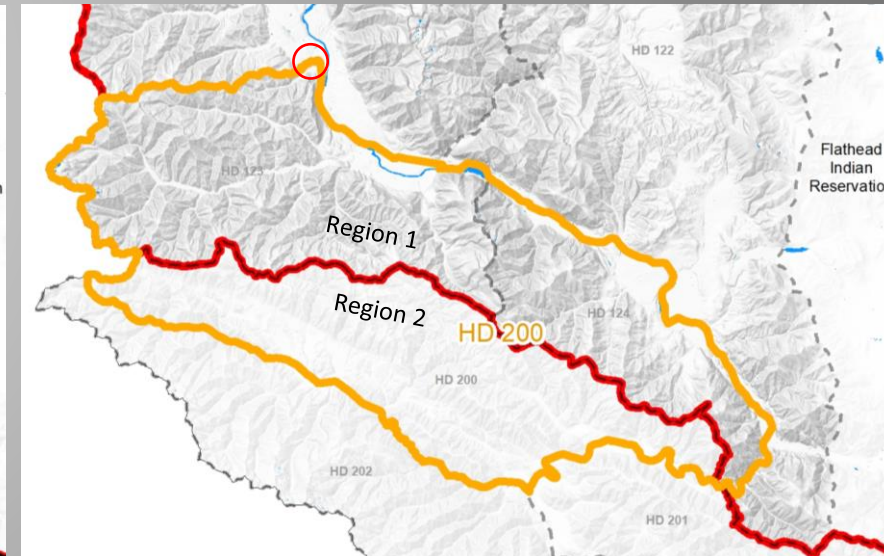 HD 122
Flathead
Indian
Reservatio
HD 123
Region 1
Region 2
HD 124
HD 200
HD 200
HD 202
HD 201